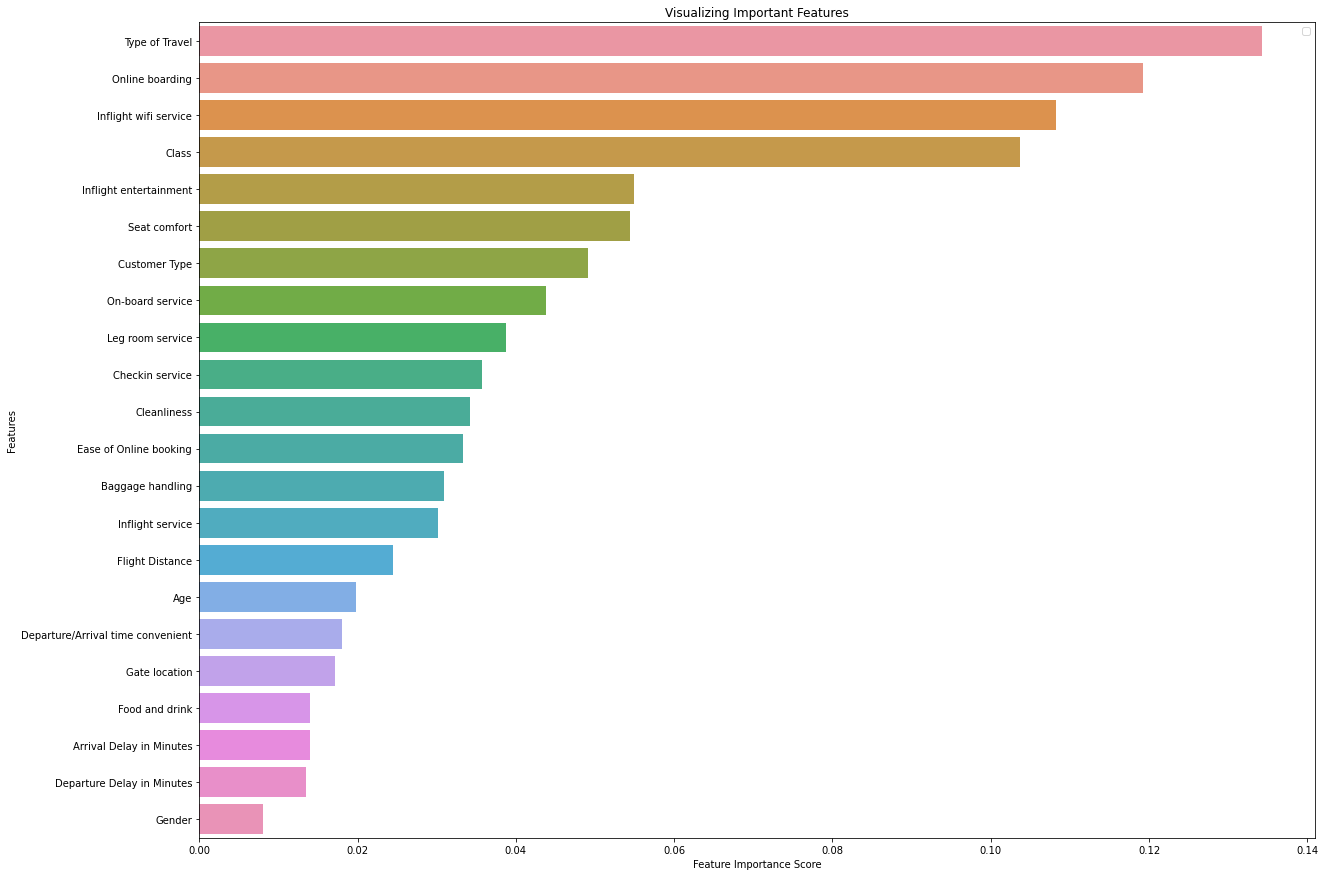 Visualizing Important Features
Type of Travel
Online boarding
Inflight wifi service
Class
Inflight entertainment
Seat comfort
Customer Type
On-board service
Leg room service
Checkin service
Cleanliness
Ease of Online booking
Baggage handling
Inflight service
Flight Distance
Age
Departure/Arrival time convenient
Gate location
Food and drink
Arrival Delay in Minutes
Departure Delay in Minutes
Gender
Features
0.00 0.02 0.04 0.06 0.08 0.10 0.12 0.14
Feature Importance Score